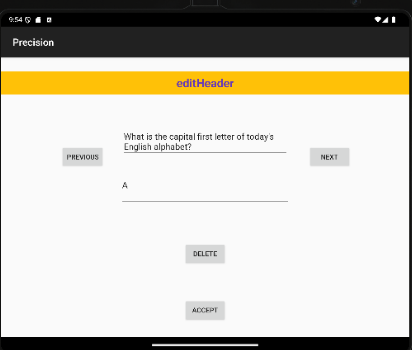 9:54
Precision
editHeader
What is the capital first letter of today's
English alphabet?
PREVIOUS
NEXT
A
DELETE
ACCEPT